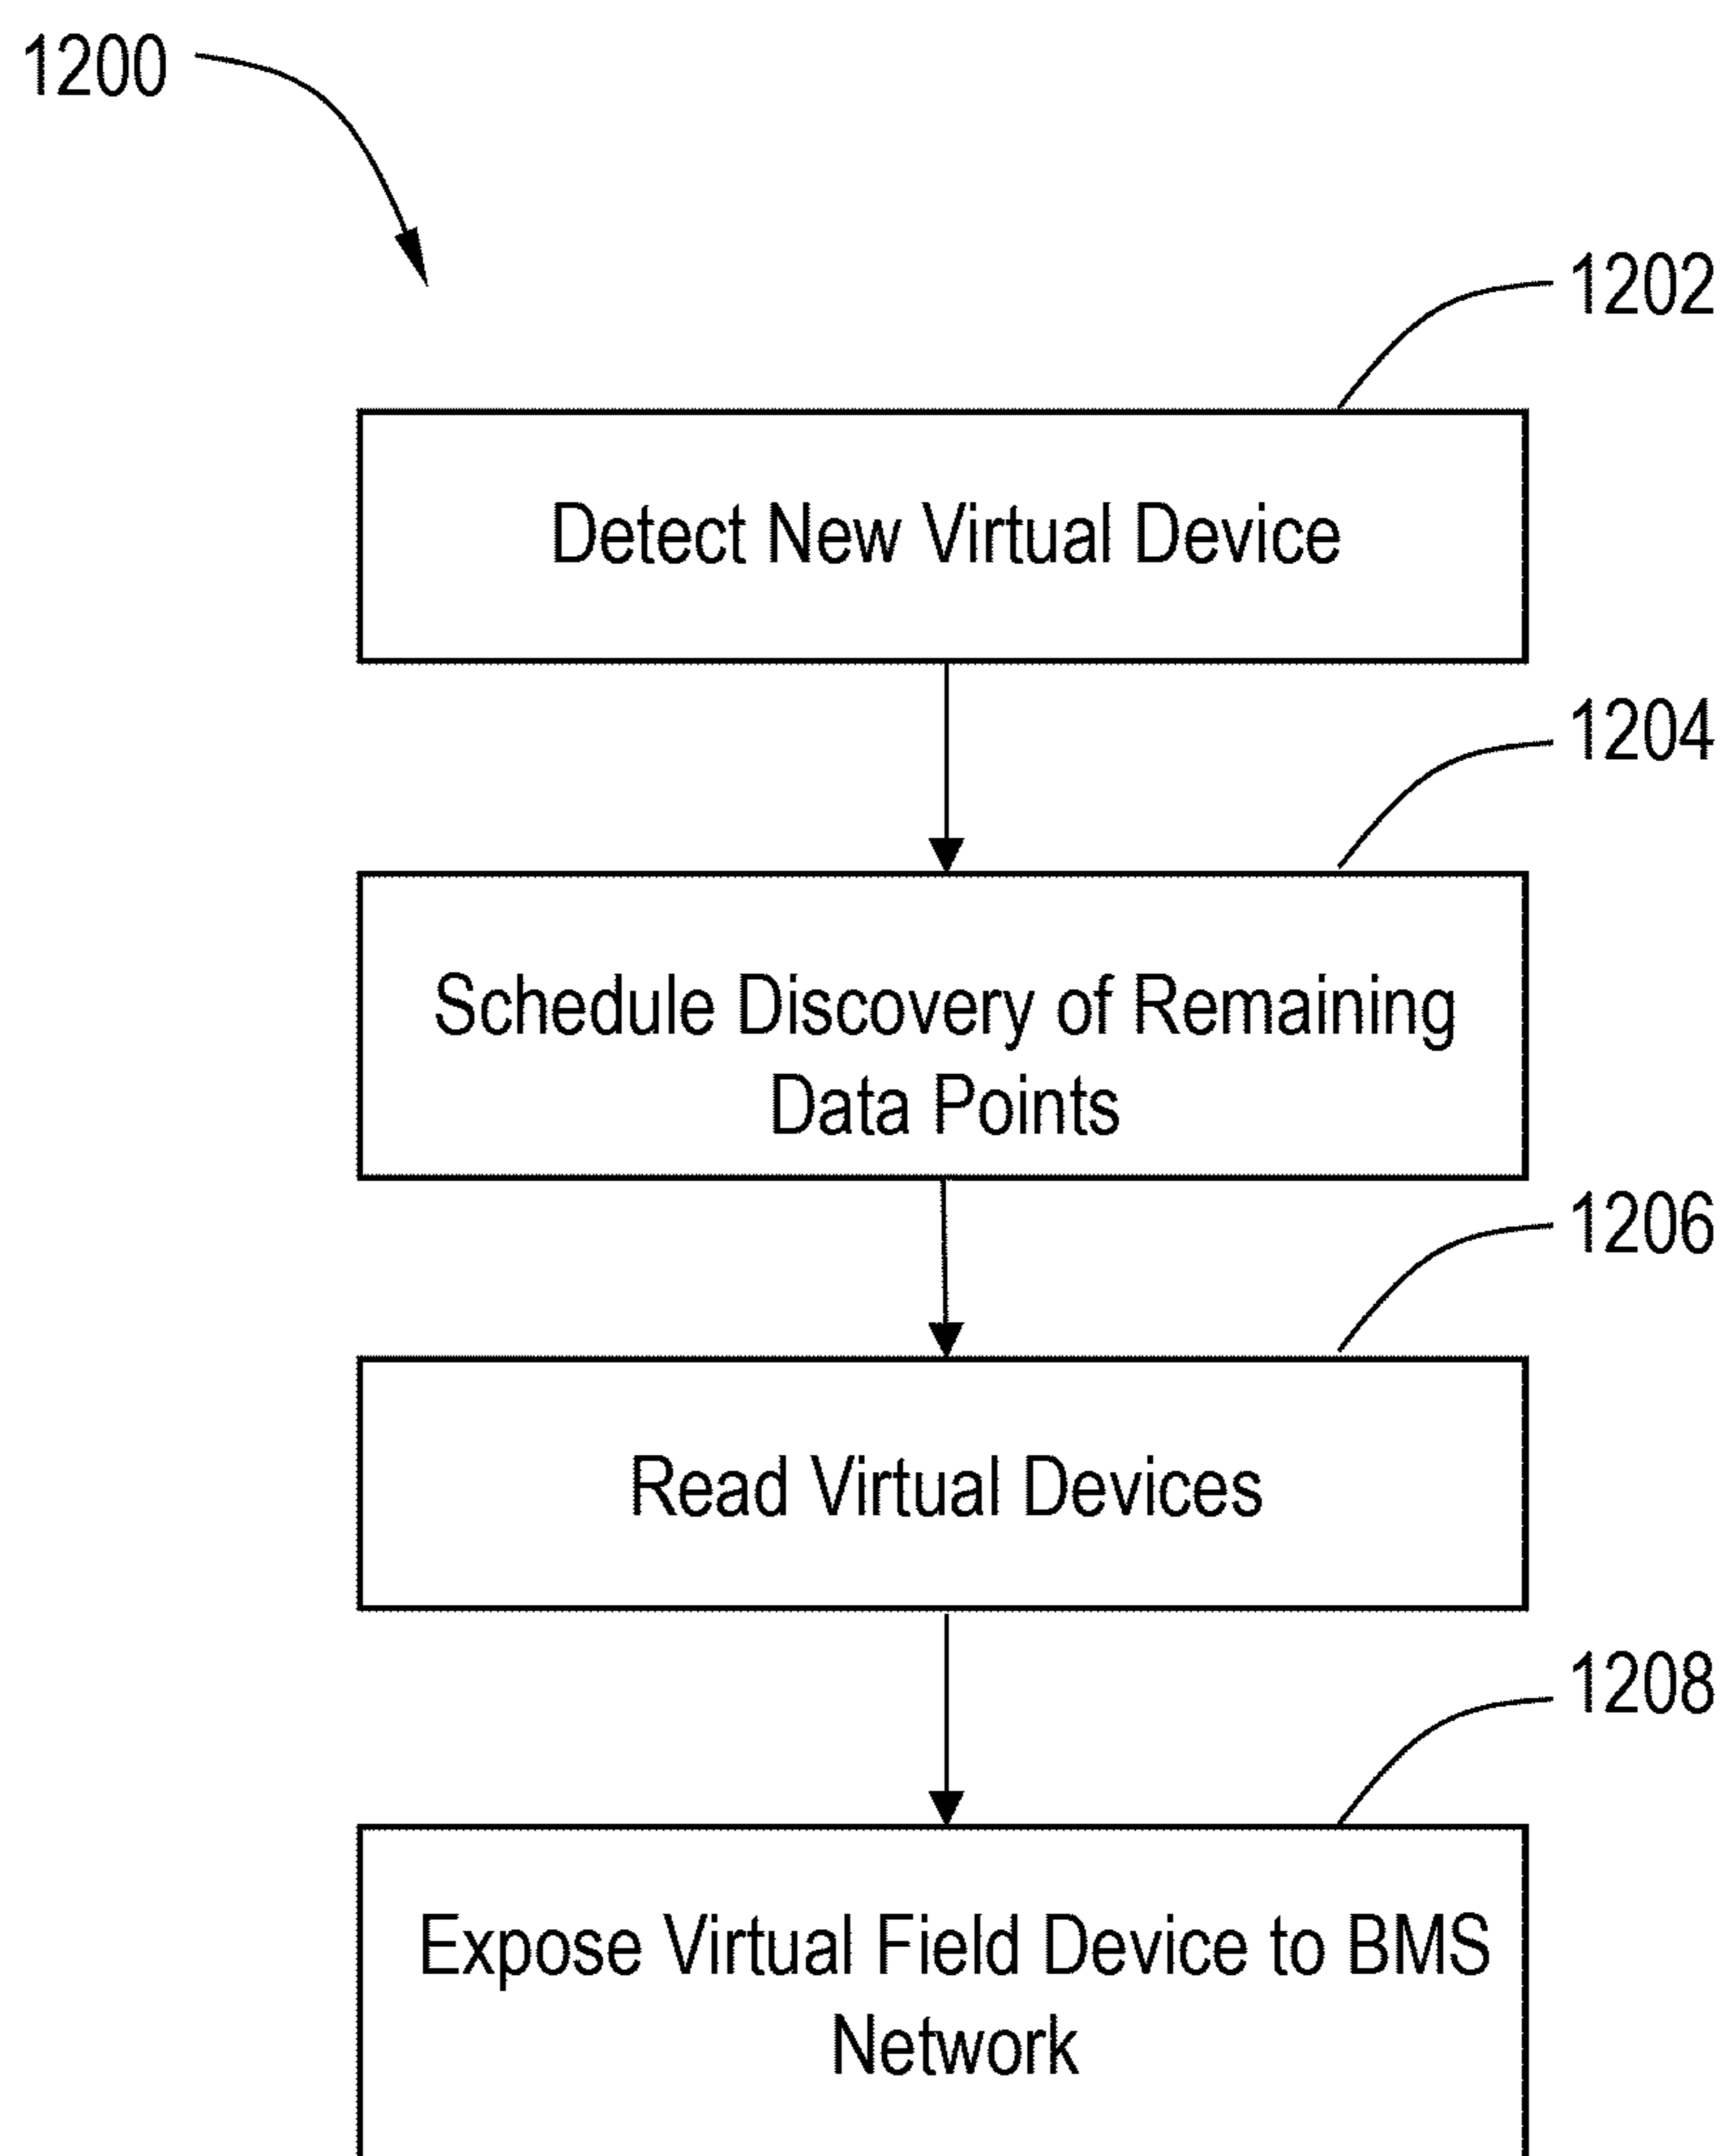 1200
1202
Detect New Virtual Device
1204
Schedule Discovery of Remaining
Data Points
1206
Read Virtual Devices
1208
Expose Virtual Field Device to BMS
Network